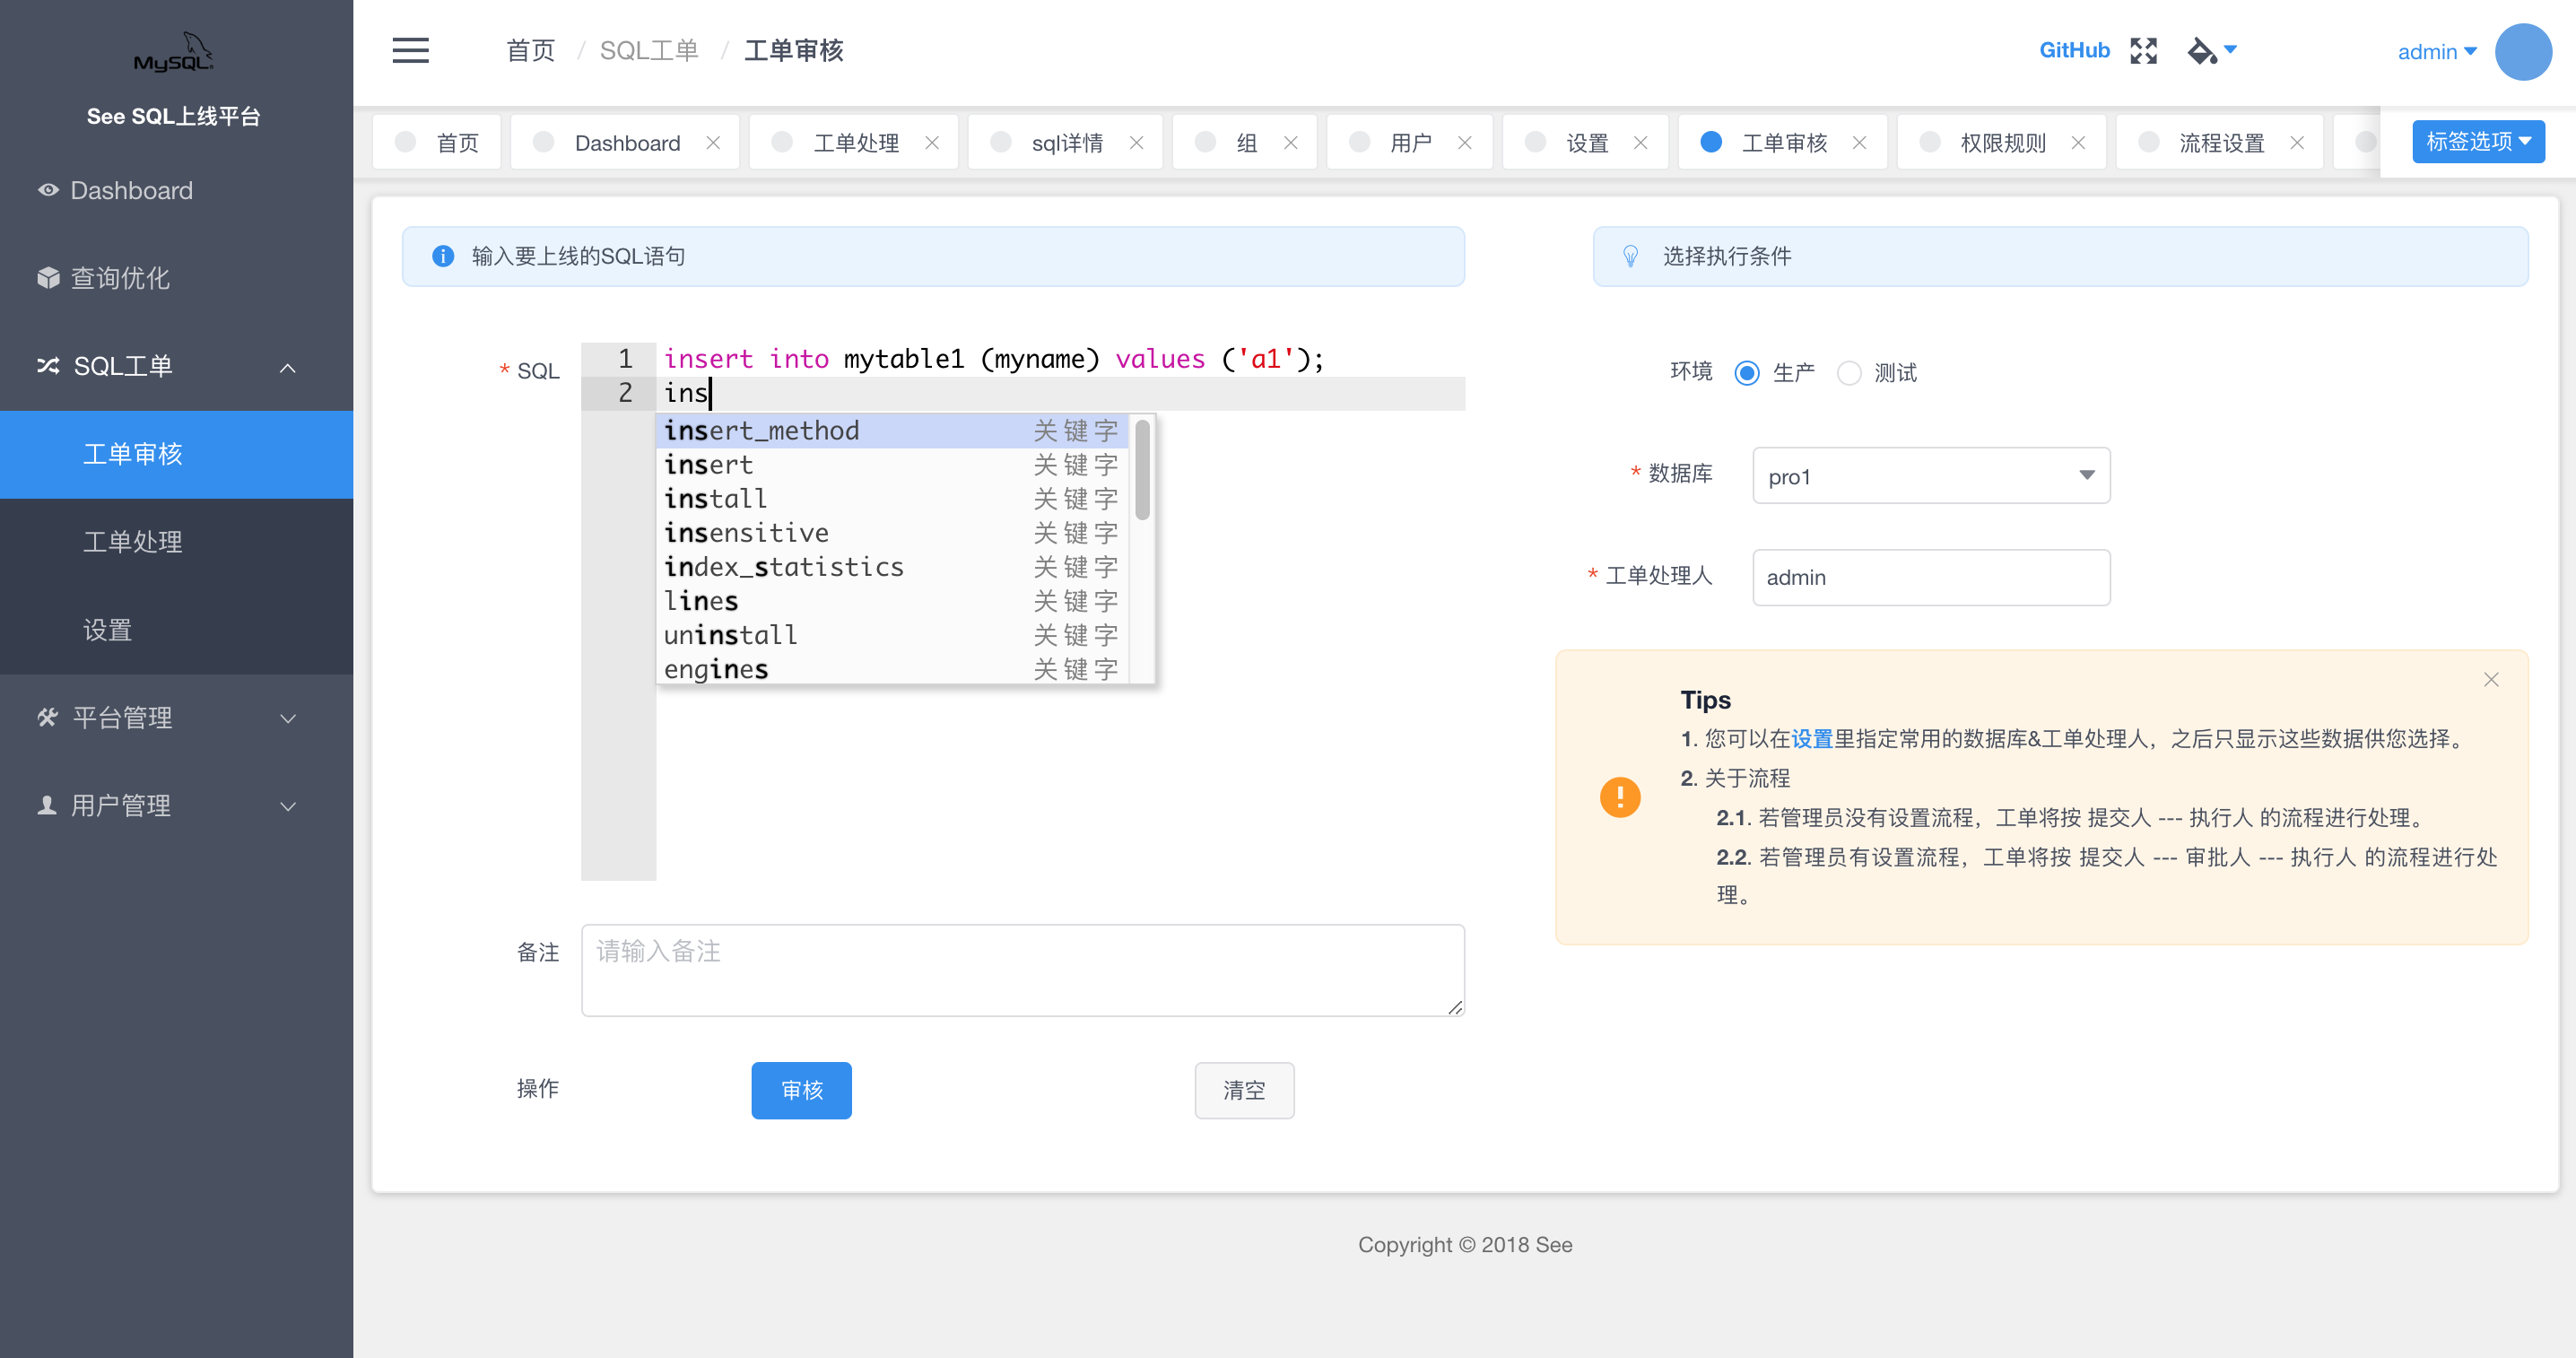 MySQL
See SQL上线平台
Dashboard
查询优化
SQL工单
工单审核
工单处理
设置
平台管理
用户管理
首页 / SQL工单 / 工单审核
GitHub
admin
首页
Dashboard
工单处理
sql详情
组
用户
设置
工单审核
权限规则
流程设置
标签选项
输入要上线的SQL语句
* SQL
1 insert into mytable1 (myname) values ('a1');
2 ins
insert_method 关键字
insert 关键字
install 关键字
insensitive 关键字
index_statistics 关键字
lines 关键字
uninstall 关键字
engines 关键字
备注
请输入备注
操作
审核
清空
选择执行条件
环境 生产 测试
* 数据库 pro1
* 工单处理人 admin
Tips
1. 您可以在设置里指定常用的数据库&工单处理人，之后只显示这些数据供您选择。
2. 关于流程
2.1. 若管理员没有设置流程，工单将按 提交人 --- 执行人 的流程进行处理。
2.2. 若管理员有设置流程，工单将按 提交人 --- 审批人 --- 执行人 的流程进行处
理。
Copyright © 2018 See